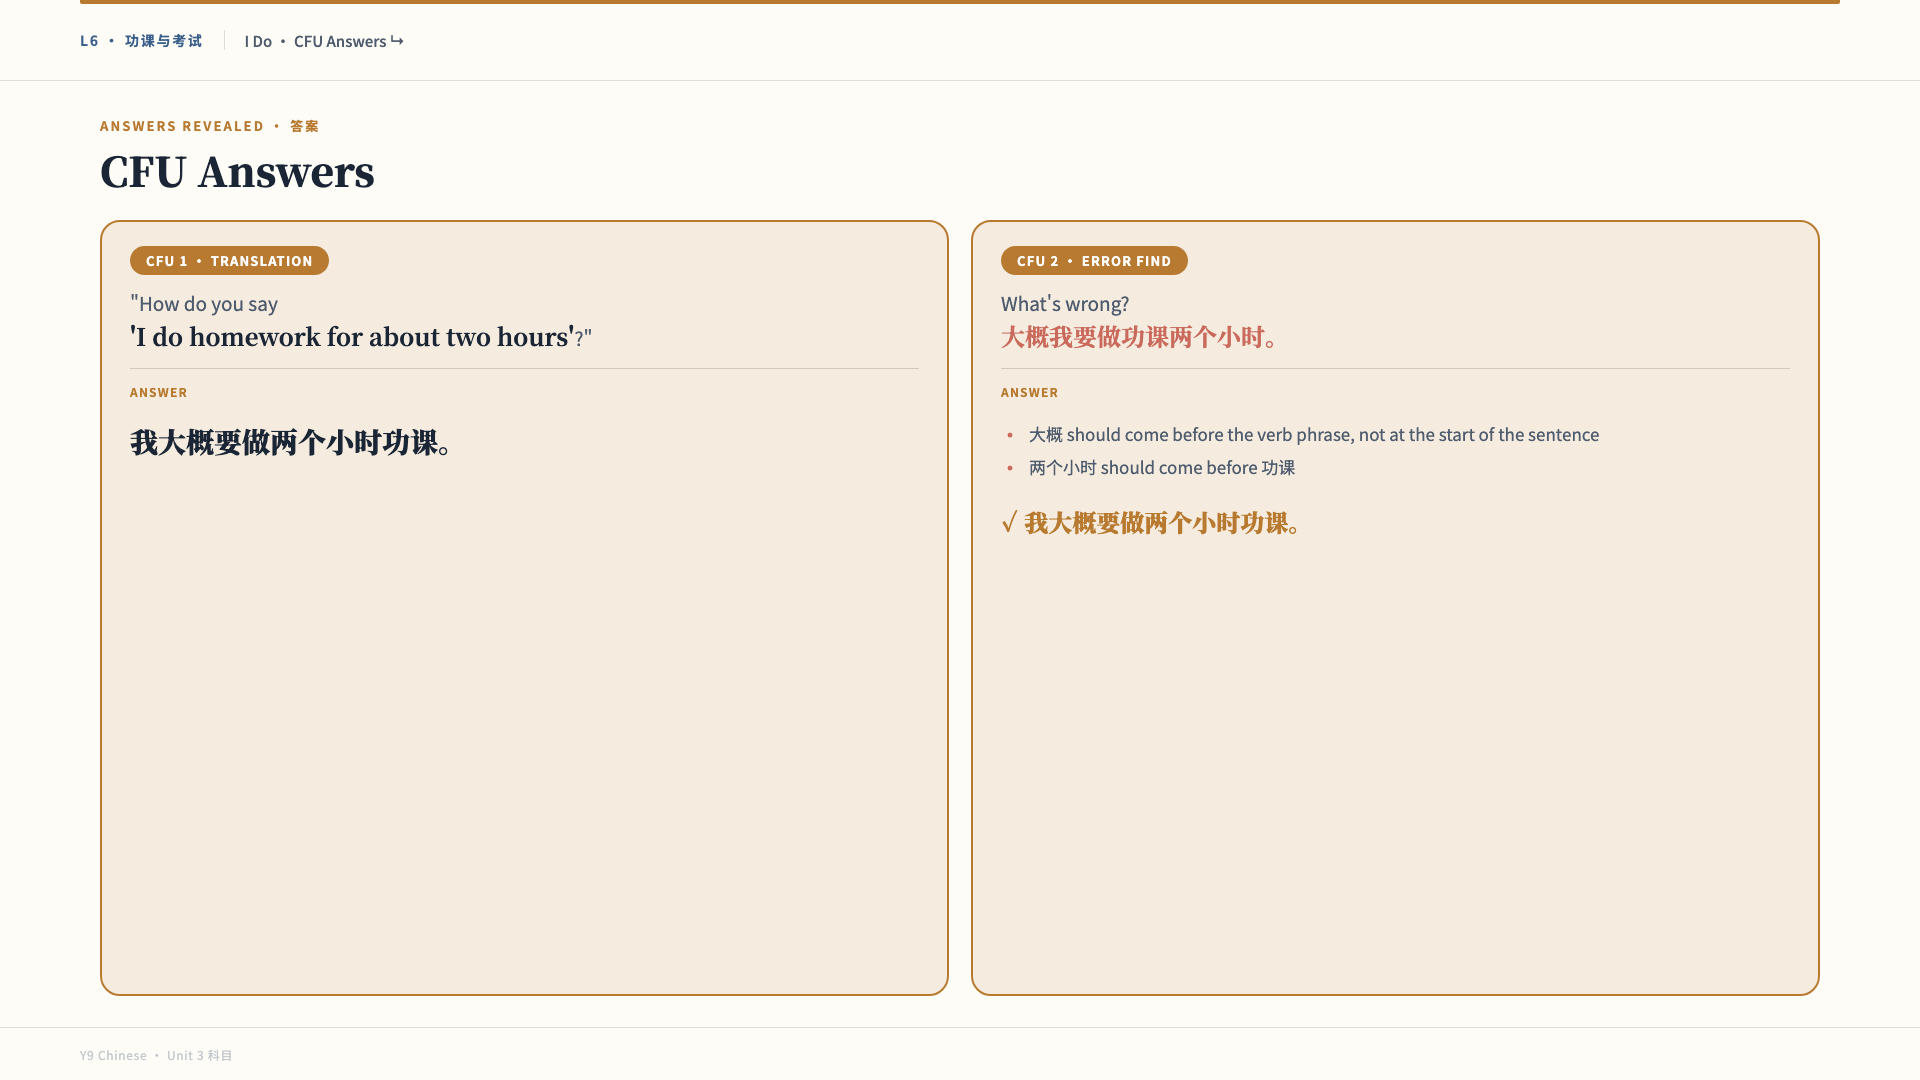 L6 • 功课与考试
I Do • CFU Answers ↪
ANSWERS REVEALED • 答案
CFU Answers
CFU 1 • TRANSLATION
"How do you say
'I do homework for about two hours'?"
ANSWER
我大概要做两个小时功课。
CFU 2 • ERROR FIND
What's wrong?
大概我要做功课两个小时。
ANSWER
• 大概 should come before the verb phrase, not at the start of the sentence
• 两个小时 should come before 功课
✓ 我大概要做两个小时功课。
Y9 Chinese • Unit 3 科目